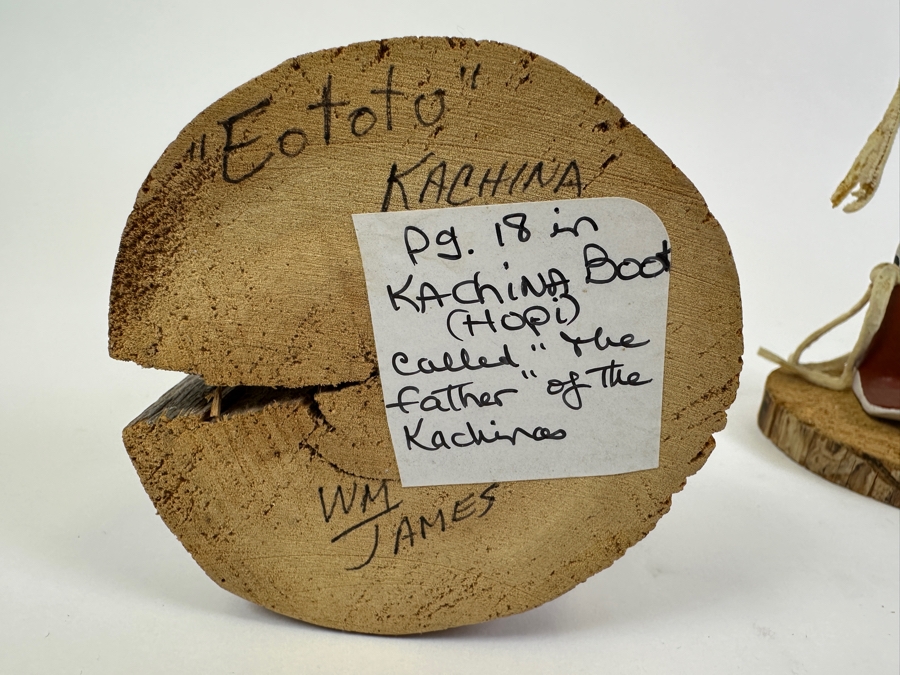 "Eototo"
KACHINA
pg. 18 in
KAchiNA Book
(Hopi)
Called "the
father" of the
Kachinas
WM
JAMES